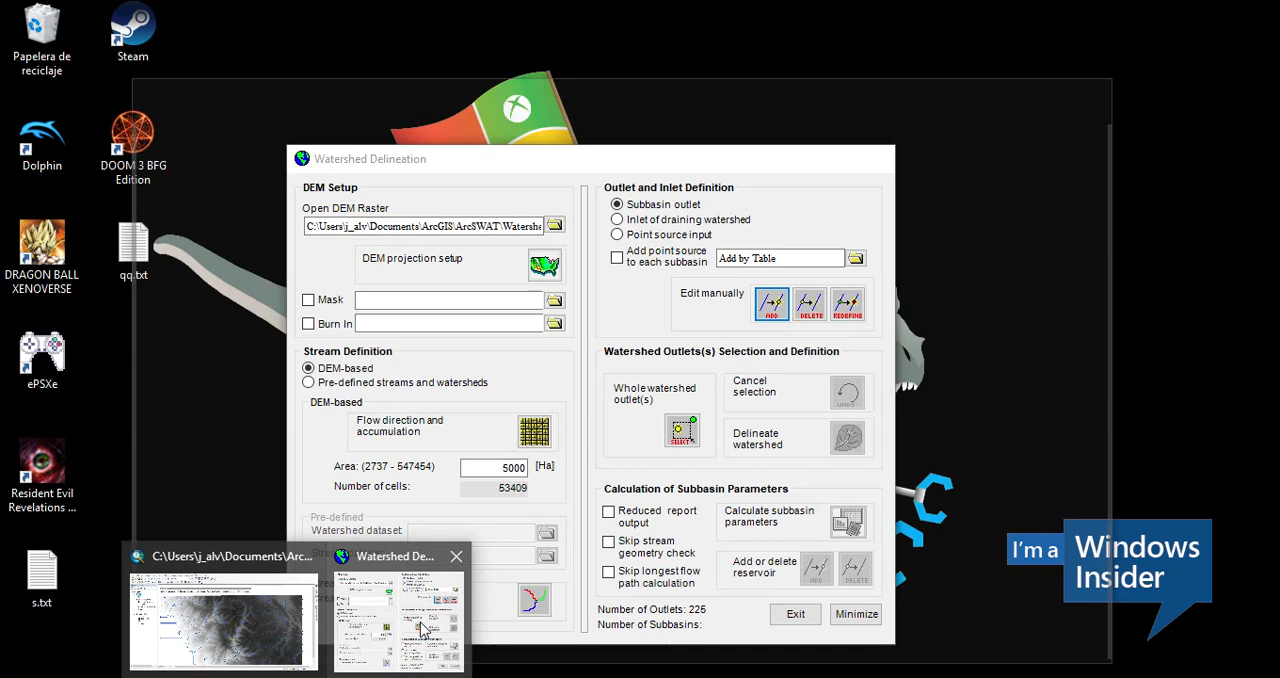 Papelera de
reciclaje
Steam
Dolphin
DOOM 3 BFG
Edition
DRAGON BALL
XENOVERSE
qq.txt
ePSXe
Resident Evil
Revelations ...
s.txt
Watershed Delineation
DEM Setup
Open DEM Raster
C:\Users\j_alv\Documents\ArcGIS\ArcSWAT\Watershe
DEM projection setup
Mask
Burn In
Stream Definition
DEM-based
Pre-defined streams and watersheds
DEM-based
Flow direction and
accumulation
Area: (2737 - 547454)
5000
[Ha]
Number of cells:
53409
Pre-defined
Watershed dataset
Outlet and Inlet Definition
Subbasin outlet
Inlet of draining watershed
Point source input
Add point source
to each subbasin
Add by Table
Edit manually
ADD
DELETE
REDEFINE
Watershed Outlets(s) Selection and Definition
Whole watershed
outlet(s)
SELECT
Cancel
selection
UNDO
Delineate
watershed
Calculation of Subbasin Parameters
Reduced report
output
Skip stream
geometry check
Skip longest flow
path calculation
Calculate subbasin
parameters
Add or delete
reservoir
ADD
DELETE
Number of Outlets: 225
Number of Subbasins:
Exit
Minimize
C:\Users\j_alv\Documents\Arc...
Watershed De...
I'm a
Windows
Insider